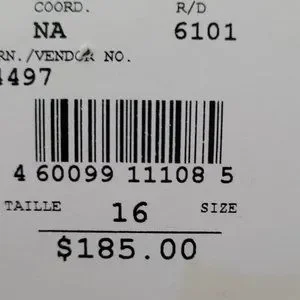 COORD. R/D
NA 6101
RN./VENDOR NO.
4497
4 60099 11108 5
TAILLE 16 SIZE
$185.00